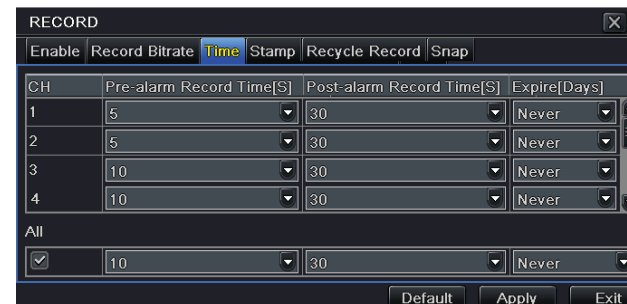 RECORD
Enable Record Bitrate Time Stamp Recycle Record Snap
CH Pre-alarm Record Time[S] Post-alarm Record Time[S] Expire[Days]
1 5 30 Never
2 5 30 Never
3 10 30 Never
4 10 30 Never
All
10 30 Never
Default Apply Exit